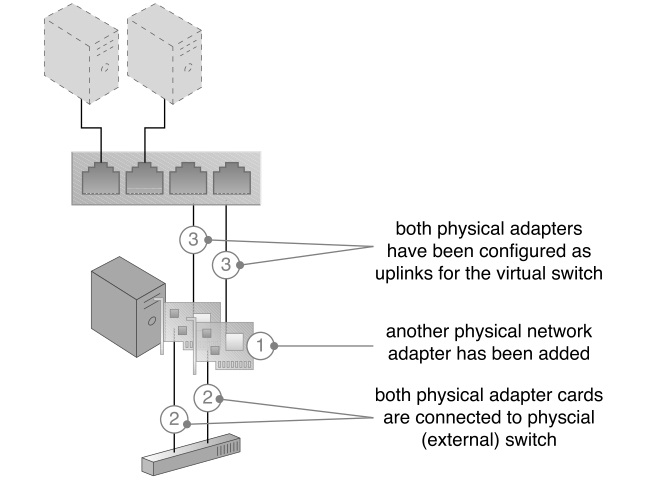 3
both physical adapters
have been configured as
uplinks for the virtual switch
3
1
another physical network
adapter has been added
2
both physical adapter cards
are connected to physcial
(external) switch
2